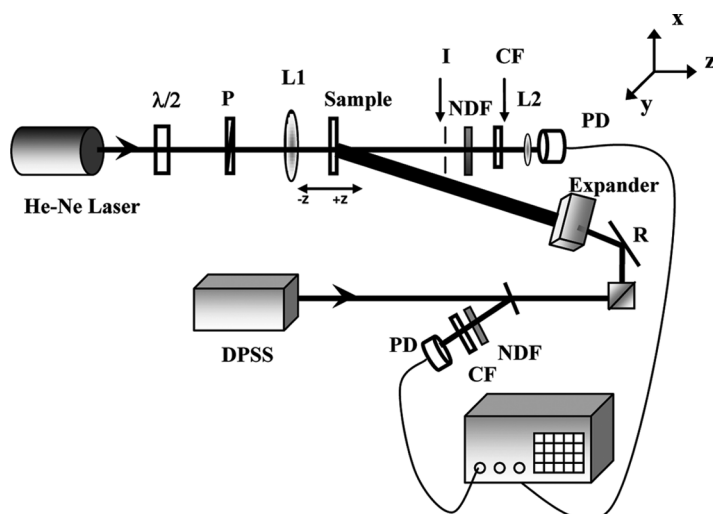 x
z
y
I
CF
L1
NDF
L2
λ/2
P
Sample
PD
Expander
-z
+z
He-Ne Laser
R
DPSS
PD
NDF
CF